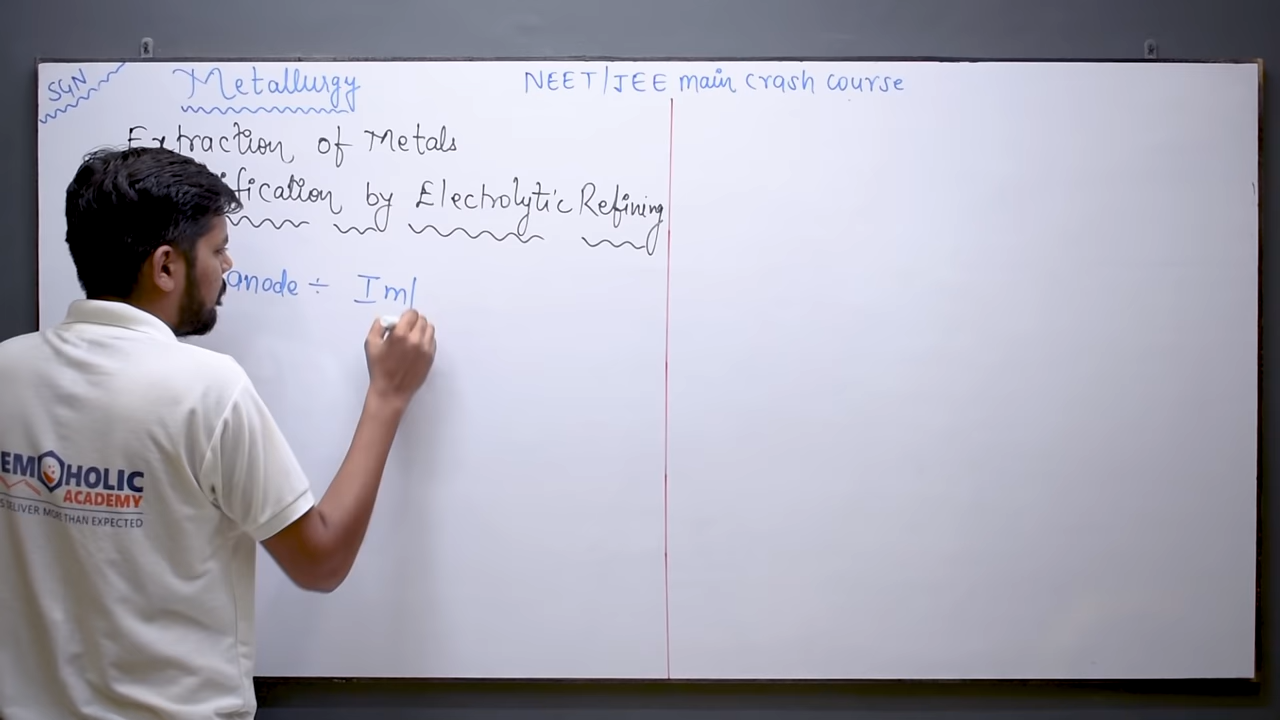 SGN
Metallurgy
NEET/JEE main crash course
Extraction of Metals
ification by Electrolytic Refining
anode ÷ Im
EMOHOLIC
ACADEMY
S DELIVER MORE THAN EXPECTED